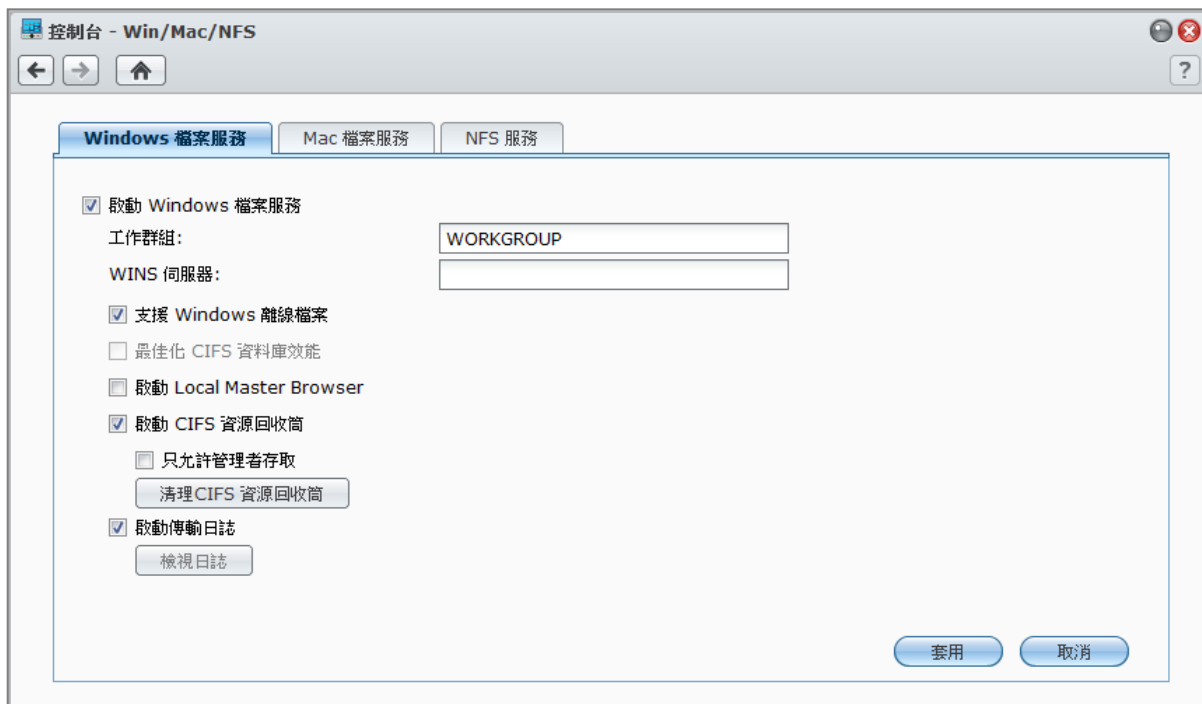 控制台 - Win/Mac/NFS
?
Windows 檔案服務 Mac 檔案服務 NFS 服務
啟動 Windows 檔案服務
工作群組: WORKGROUP
WINS 伺服器:
支援 Windows 離線檔案
最佳化 CIFS 資料庫效能
啟動 Local Master Browser
啟動 CIFS 資源回收筒
只允許管理者存取
清理CIFS 資源回收筒
啟動傳輸日誌
檢視日誌
套用 取消